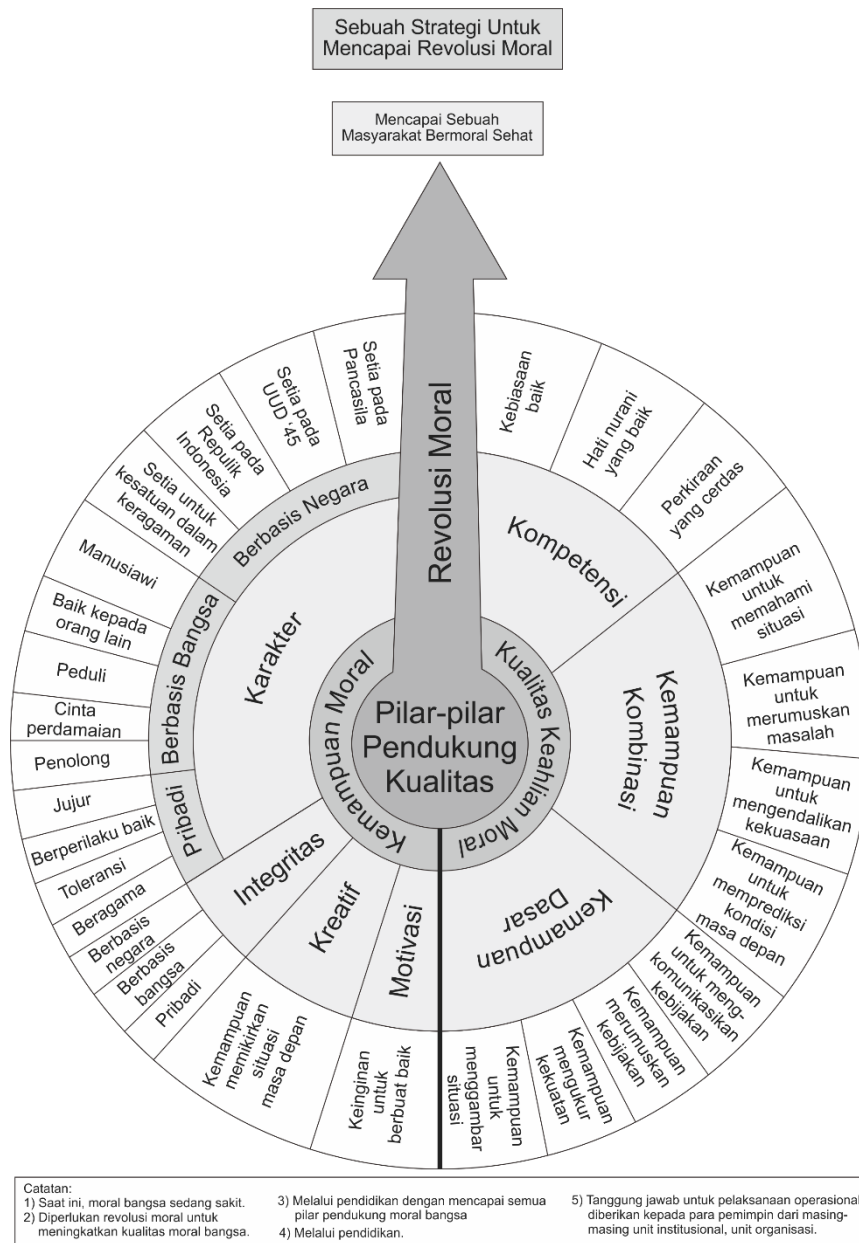 Sebuah Strategi Untuk
Mencapai Revolusi Moral
Mencapai Sebuah
Masyarakat Bermoral Sehat
Revolusi Moral
Pilar-pilar
Pendukung
Kualitas
Kemampuan Moral
Kualitas Keahlian Moral
Karakter
Integritas
Kreatif
Motivasi
Kompetensi
Kemampuan
Kombinasi
Kemampuan
Dasar
Berbasis Negara
Berbasis Bangsa
Pribadi
Setia pada
Pancasila
Setia pada
UUD '45
Setia pada
Repulik
Indonesia
Setia untuk
kesatuan dalam
keragaman
Manusiawi
Baik kepada
orang lain
Peduli
Cinta
perdamaian
Penolong
Jujur
Berperilaku baik
Toleransi
Beragama
Berbasis
negara
Berbasis
bangsa
Pribadi
Kemampuan
memikirkan
situasi
masa depan
Keinginan
untuk
berbuat baik
Kebiasaan
baik
Hati nurani
yang baik
Perkiraan
yang cerdas
Kemampuan
untuk
memahami
situasi
Kemampuan
untuk
merumuskan
masalah
Kemampuan
untuk
mengendalikan
kekuasaan
Kemampuan
untuk
memprediksi
kondisi
masa depan
Kemampuan
untuk meng-
komunikasikan
kebijakan
Kemampuan
merumuskan
kebijakan
Kemampuan
mengukur
kekuatan
Kemampuan
untuk
menggambar
situasi
Catatan:
1) Saat ini, moral bangsa sedang sakit.
2) Diperlukan revolusi moral untuk
meningkatkan kualitas moral bangsa.
3) Melalui pendidikan dengan mencapai semua
pilar pendukung moral bangsa
4) Melalui pendidikan.
5) Tanggung jawab untuk pelaksanaan operasional
diberikan kepada para pemimpin dari masing-
masing unit institusional, unit organisasi.